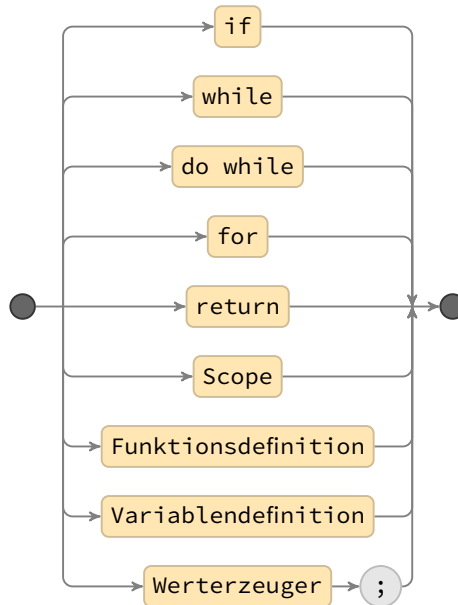 if
while
do while
for
return
Scope
Funktionsdefinition
Variablendefinition
Werterzeuger ;